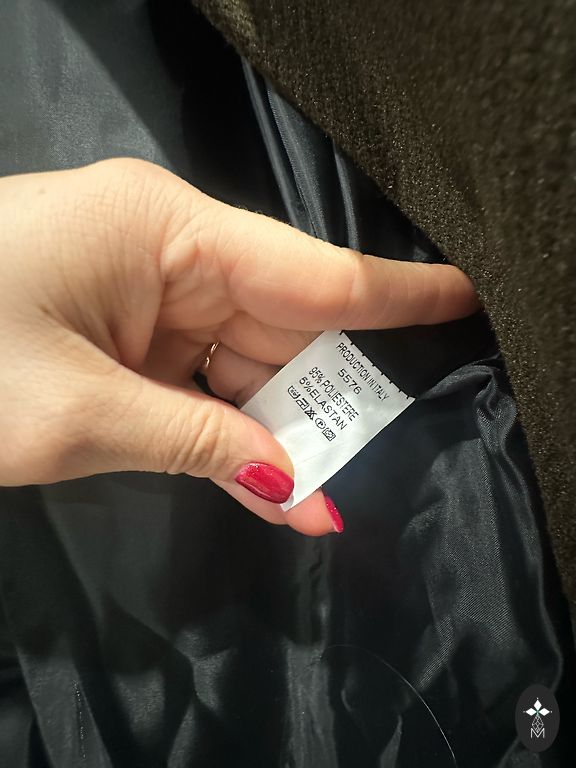 PRODUCTION IN ITALY
5576
95% POLIESTERE
5%ELASTAN
M